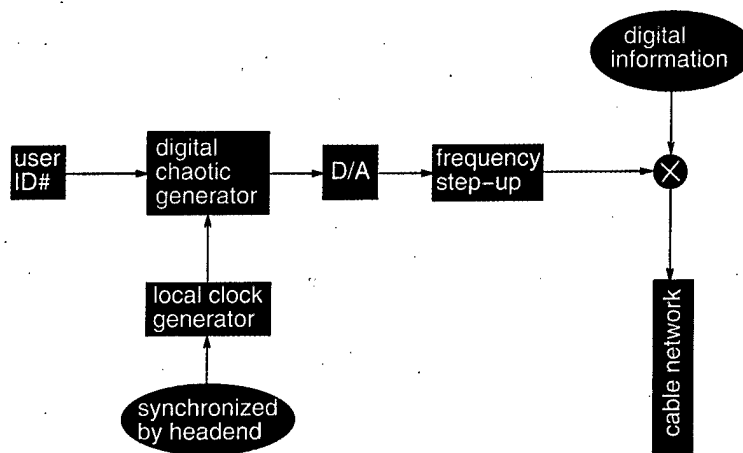 digital
information
user
ID#
digital
chaotic
generator
D/A
frequency
step-up
local clock
generator
synchronized
by headend
cable network